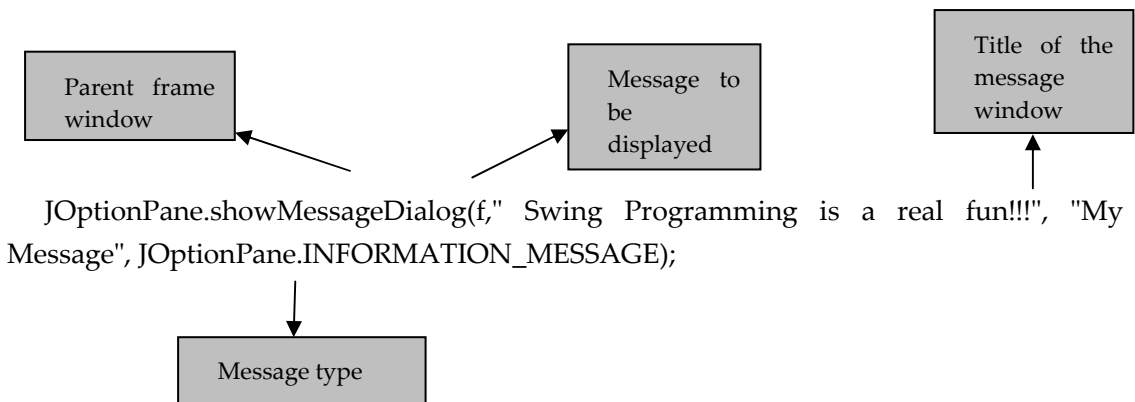 Parent frame
window
Message to
be
displayed
Title of the
message
window
JOptionPane.showMessageDialog(f," Swing Programming is a real fun!!!", "My
Message", JOptionPane.INFORMATION_MESSAGE);
Message type